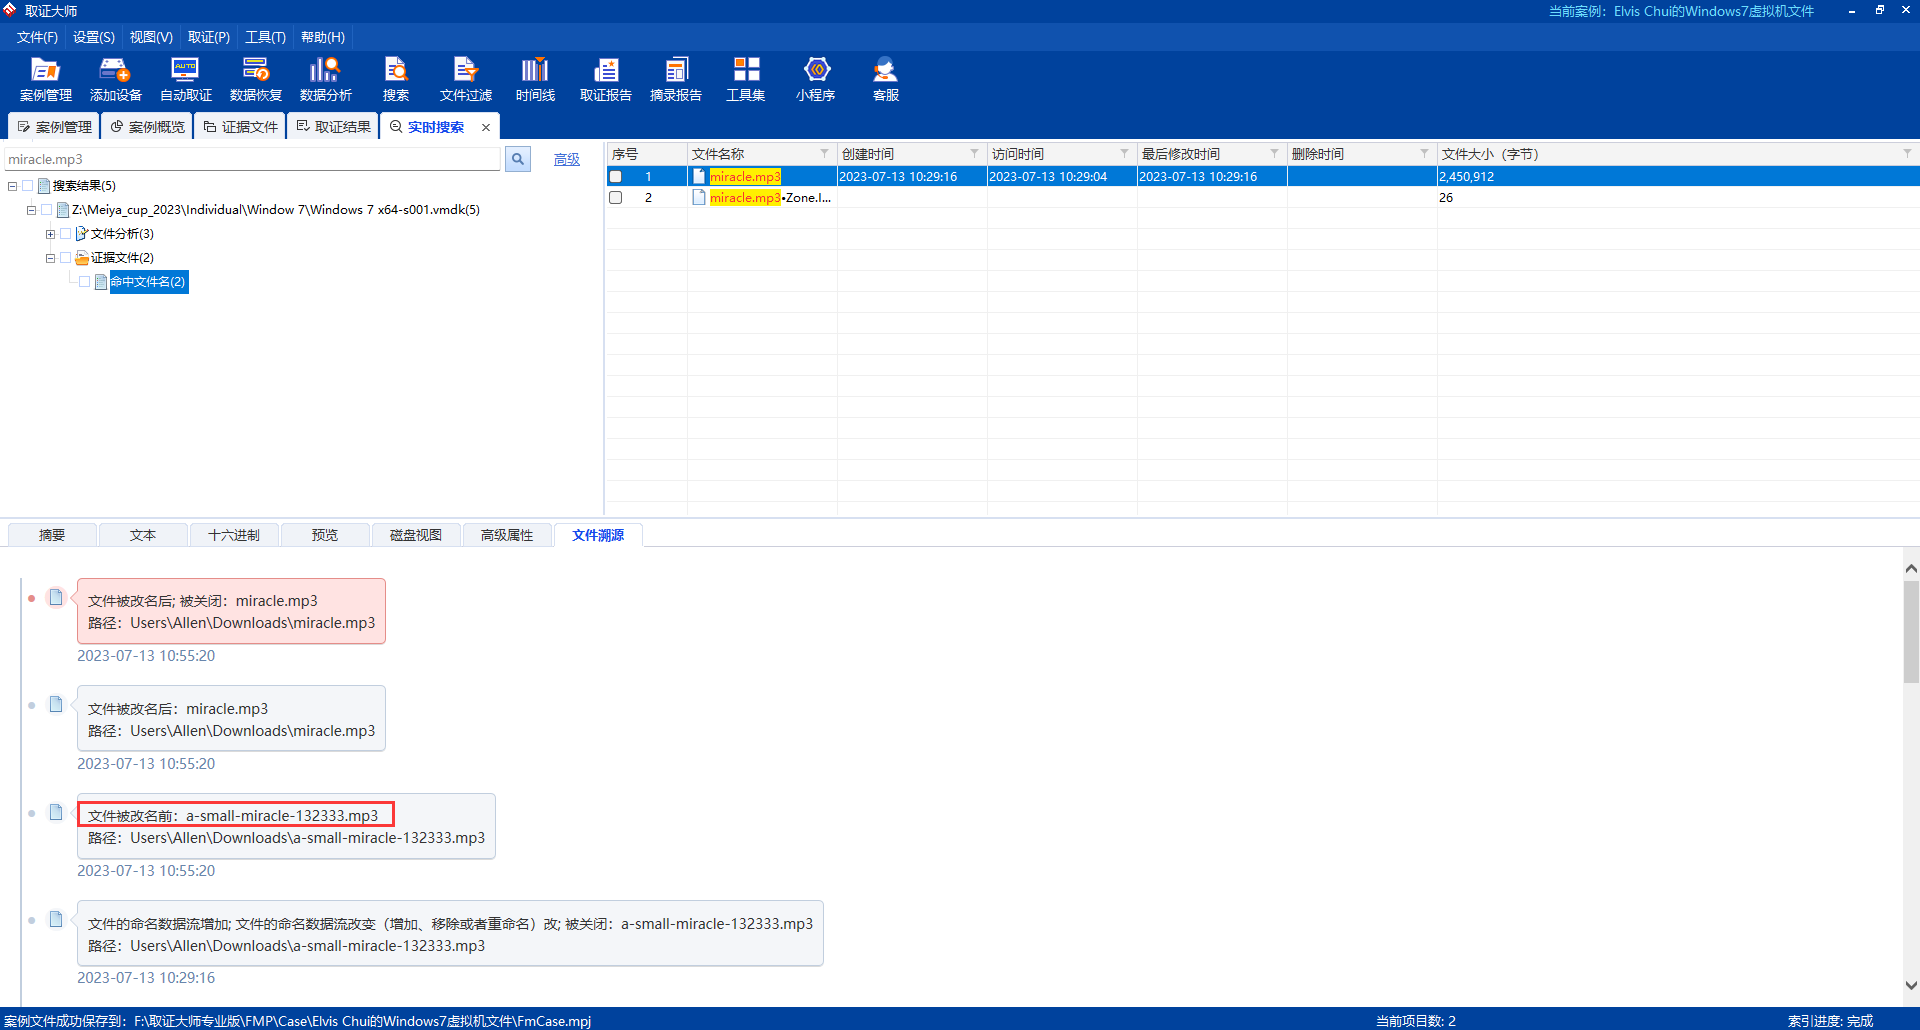 取证大师
当前案例：Elvis Chui的Windows7虚拟机文件
文件(F) 设置(S) 视图(V) 取证(P) 工具(T) 帮助(H)
案例管理 添加设备 自动取证 数据恢复 数据分析 搜索 文件过滤 时间线 取证报告 摘录报告 工具集 小程序 客服
AUTO
案例管理 案例概览 证据文件 取证结果 实时搜索
miracle.mp3
高级
搜索结果(5)
Z:\Meiya_cup_2023\Individual\Window 7\Windows 7 x64-s001.vmdk(5)
文件分析(3)
证据文件(2)
命中文件名(2)
序号 文件名称 创建时间 访问时间 最后修改时间 删除时间 文件大小（字节）
1 miracle.mp3 2023-07-13 10:29:16 2023-07-13 10:29:04 2023-07-13 10:29:16 2,450,912
2 miracle.mp3•Zone.I... 26
摘要 文本 十六进制 预览 磁盘视图 高级属性 文件溯源
文件被改名后; 被关闭：miracle.mp3
路径：Users\Allen\Downloads\miracle.mp3
2023-07-13 10:55:20
文件被改名后：miracle.mp3
路径：Users\Allen\Downloads\miracle.mp3
2023-07-13 10:55:20
文件被改名前：a-small-miracle-132333.mp3
路径：Users\Allen\Downloads\a-small-miracle-132333.mp3
2023-07-13 10:55:20
文件的命名数据流增加; 文件的命名数据流改变（增加、移除或者重命名）改; 被关闭：a-small-miracle-132333.mp3
路径：Users\Allen\Downloads\a-small-miracle-132333.mp3
2023-07-13 10:29:16
案例文件成功保存到：F:\取证大师专业版\FMP\Case\Elvis Chui的Windows7虚拟机文件\FmCase.mpj
当前项目数: 2
索引进度: 完成